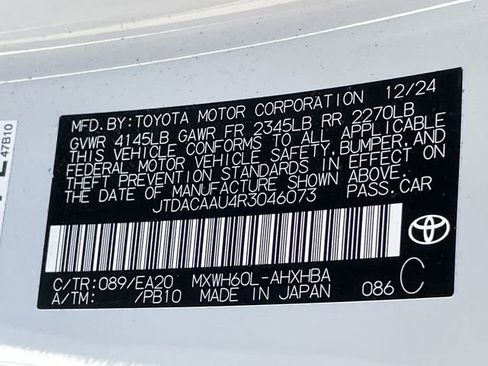 MFD.BY:TOYOTA MOTOR CORPORATION 12/24
GVWR 4145LB GAWR FR 2345LB RR 2270LB
THIS VEHICLE CONFORMS TO ALL APPLICABLE
FEDERAL MOTOR VEHICLE SAFETY,BUMPER,AND
THEFT PREVENTION STANDARDS IN EFFECT ON
THE DATE OF MANUFACTURE SHOWN ABOVE.
JTDACAAU4R3046073 PASS.CAR
C/TR:089/EA20 MXWH60L-AHXHBA
A/TM: /PB10 MADE IN JAPAN 086 C
47B10